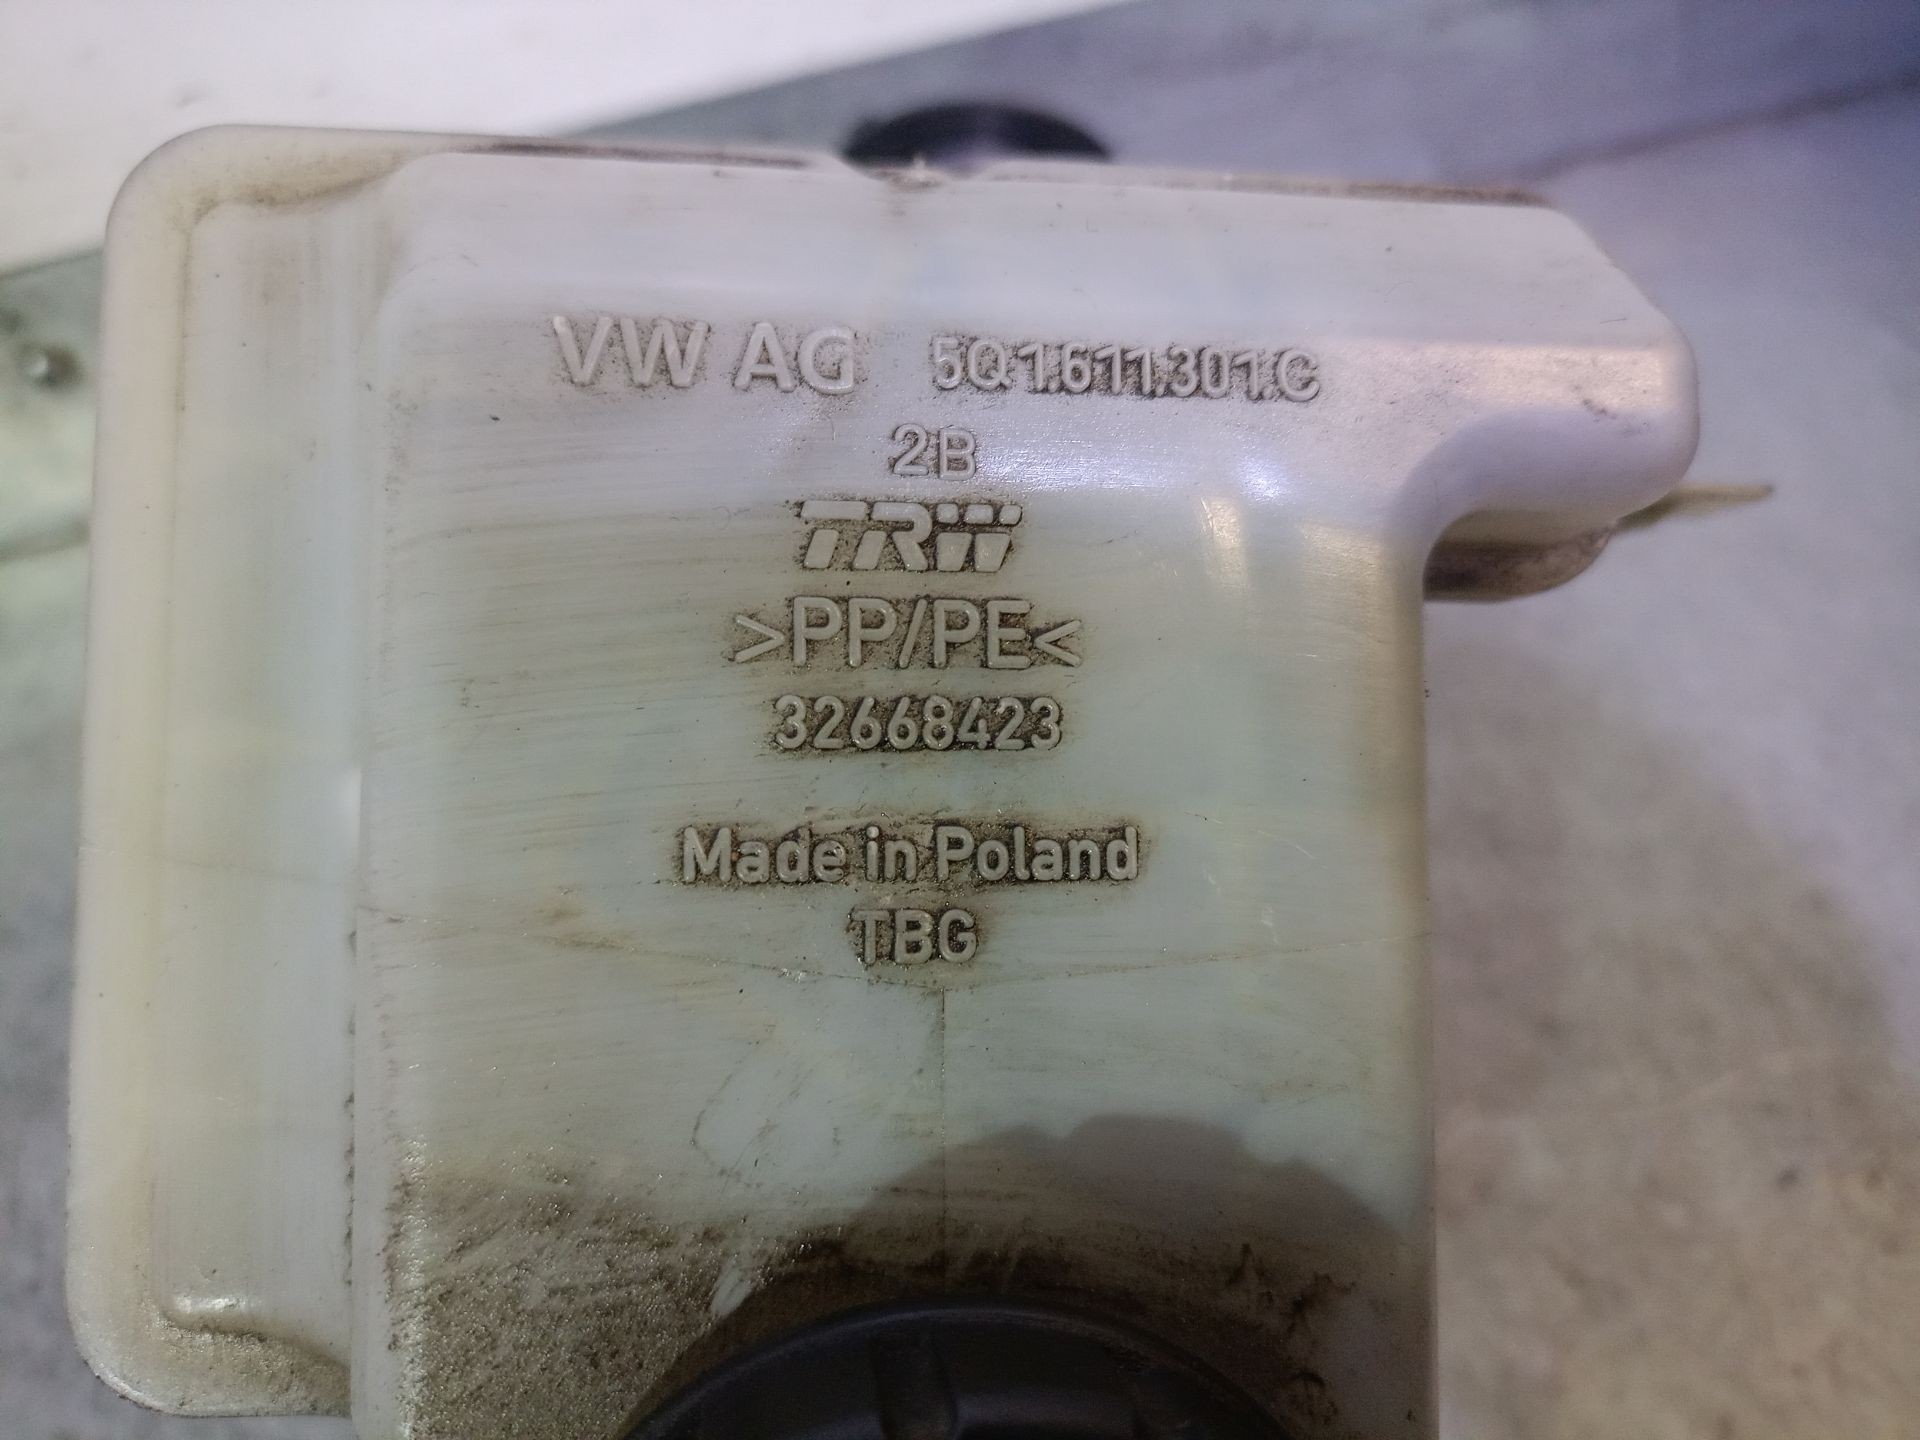 VW AG 5Q1.611.301.C
2B
TRW
>PP/PE<
32668423
Made in Poland
TBG